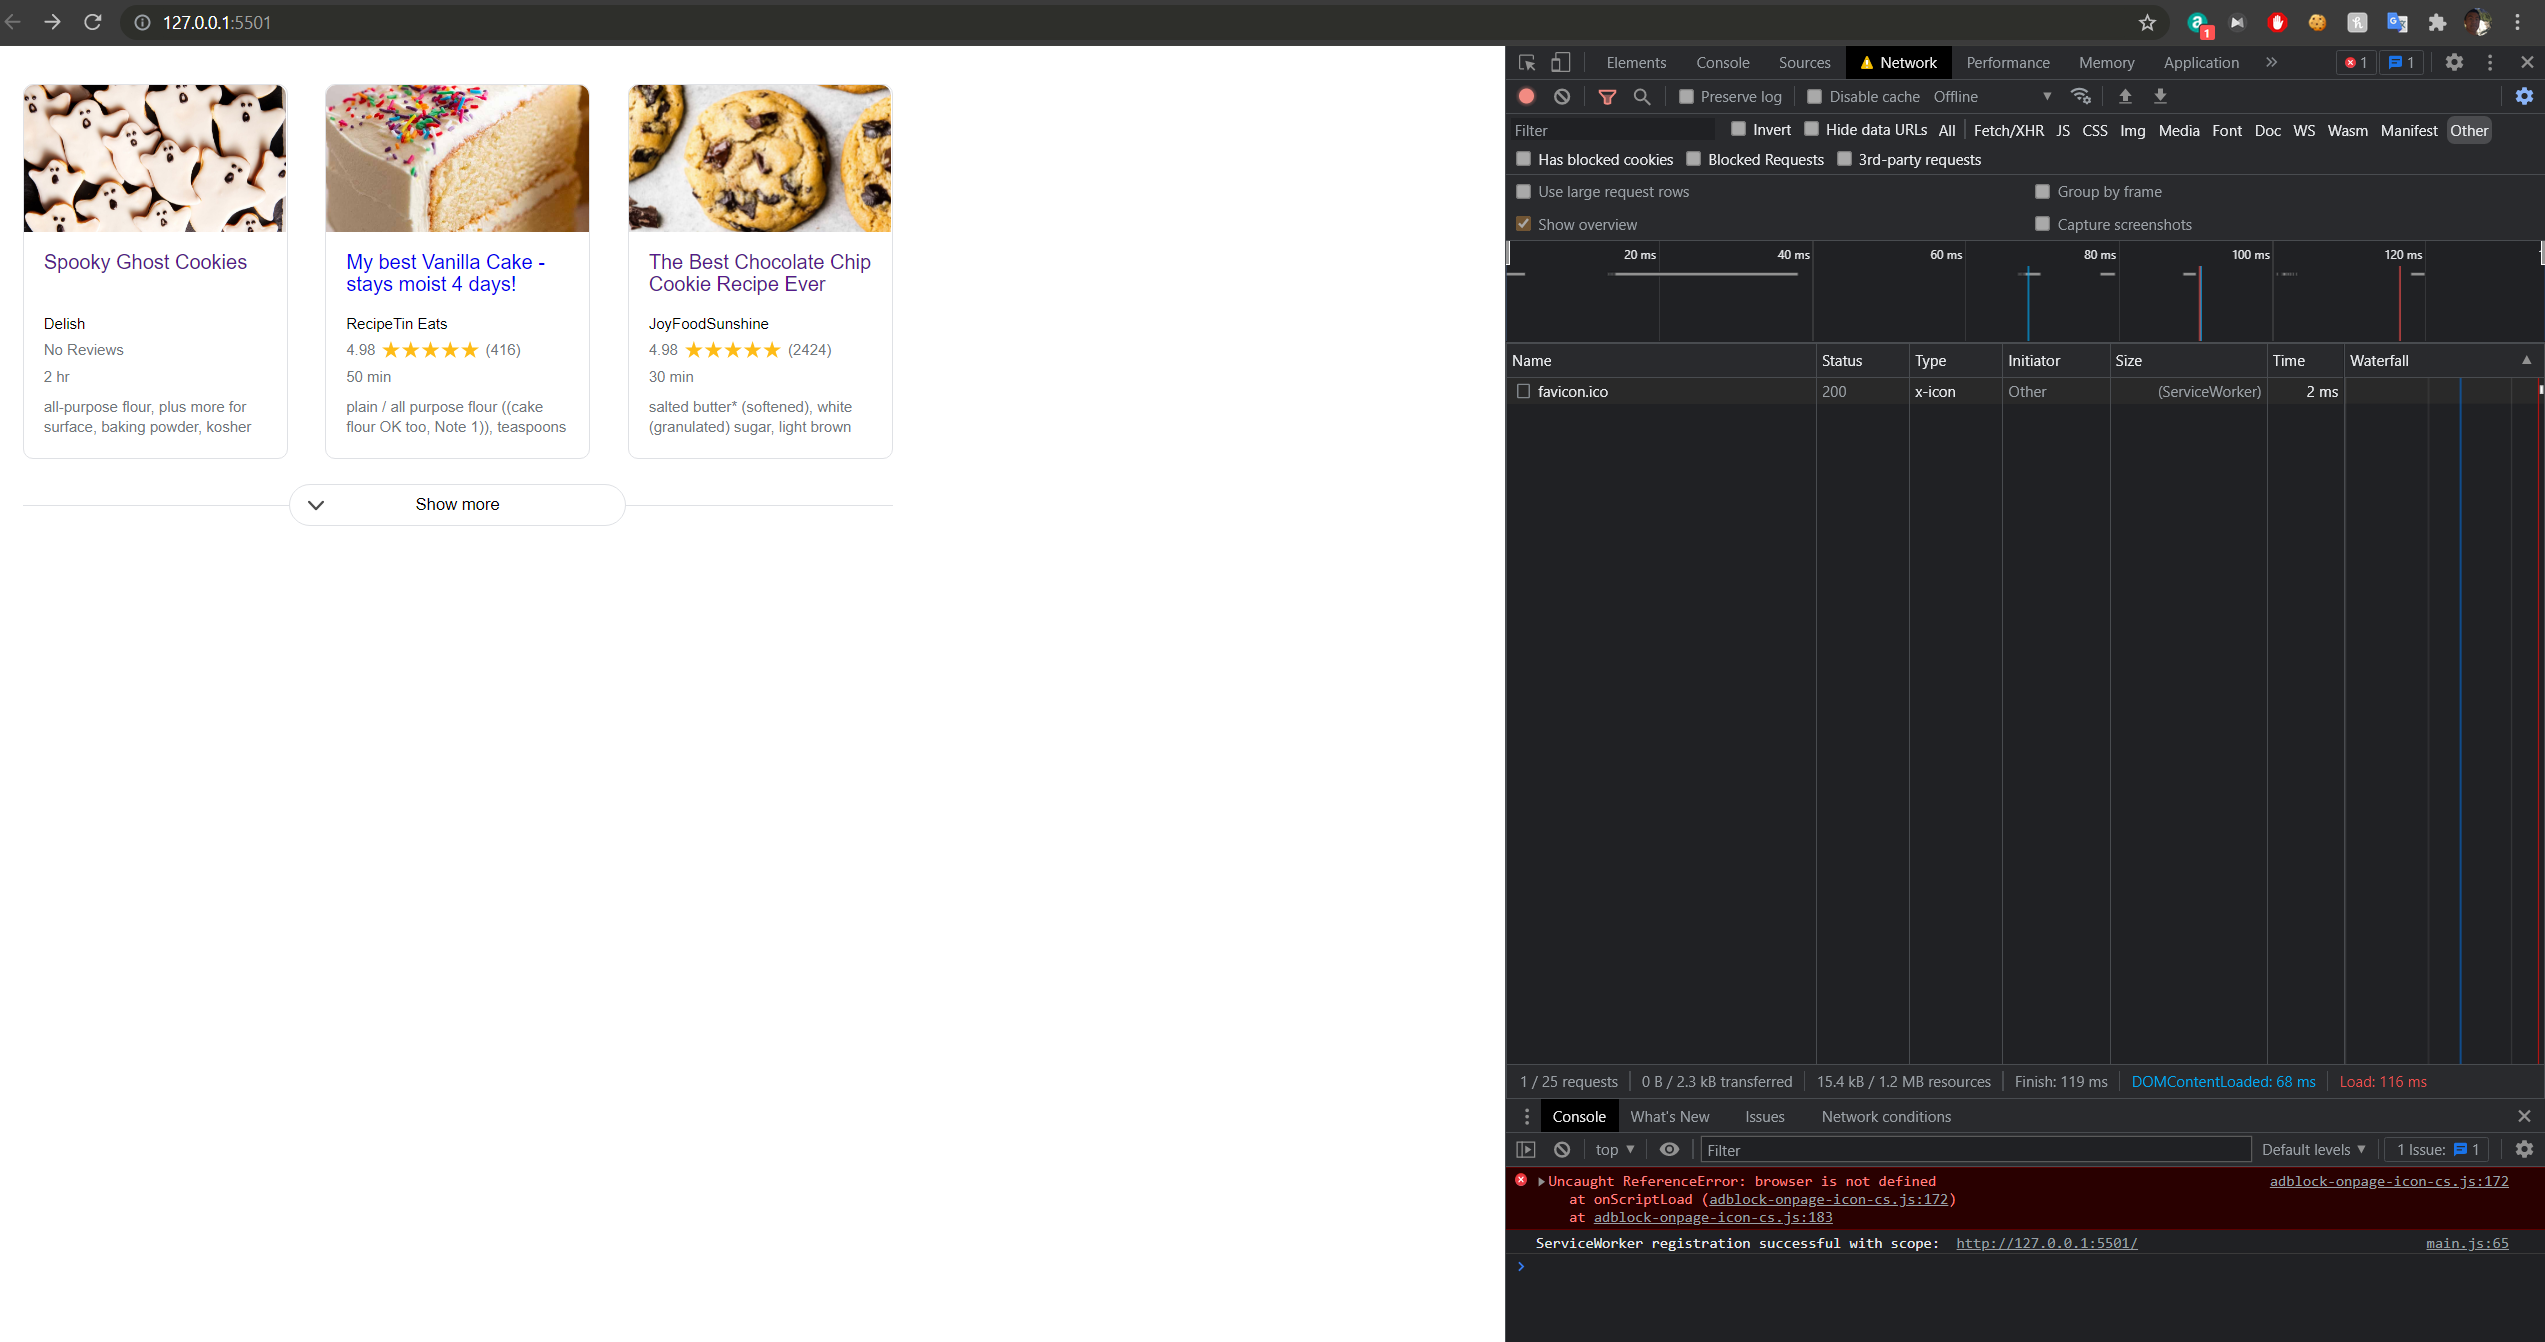 127.0.0.1:5501
1
Spooky Ghost Cookies
Delish
No Reviews
2 hr
all-purpose flour, plus more for
surface, baking powder, kosher
My best Vanilla Cake -
stays moist 4 days!
RecipeTin Eats
4.98 ★★★★★ (416)
50 min
plain / all purpose flour ((cake
flour OK too, Note 1)), teaspoons
The Best Chocolate Chip
Cookie Recipe Ever
JoyFoodSunshine
4.98 ★★★★★ (2424)
30 min
salted butter* (softened), white
(granulated) sugar, light brown
Show more
Elements Console Sources Network Performance Memory Application » 1 1
Preserve log Disable cache Offline
Filter Invert Hide data URLs All Fetch/XHR JS CSS Img Media Font Doc WS Wasm Manifest Other
Has blocked cookies Blocked Requests 3rd-party requests
Use large request rows Group by frame
Show overview Capture screenshots
20 ms 40 ms 60 ms 80 ms 100 ms 120 ms
Name Status Type Initiator Size Time Waterfall
favicon.ico 200 x-icon Other (ServiceWorker) 2 ms
1 / 25 requests 0 B / 2.3 kB transferred 15.4 kB / 1.2 MB resources Finish: 119 ms DOMContentLoaded: 68 ms Load: 116 ms
Console What's New Issues Network conditions
top Filter Default levels 1 Issue: 1
Uncaught ReferenceError: browser is not defined adblock-onpage-icon-cs.js:172
at onScriptLoad (adblock-onpage-icon-cs.js:172)
at adblock-onpage-icon-cs.js:183
ServiceWorker registration successful with scope: http://127.0.0.1:5501/ main.js:65